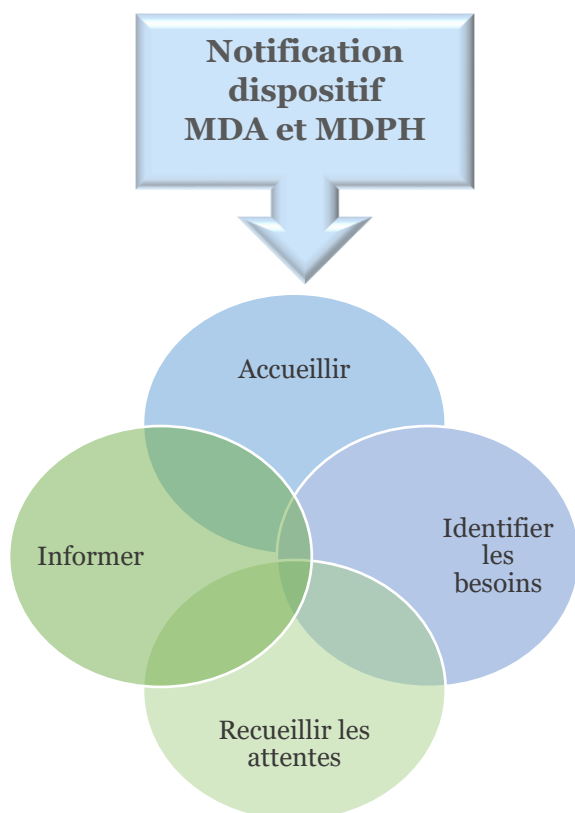 Notification
dispositif
MDA et MDPH
Accueillir
Informer
Identifier
les
besoins
Recueillir les
attentes